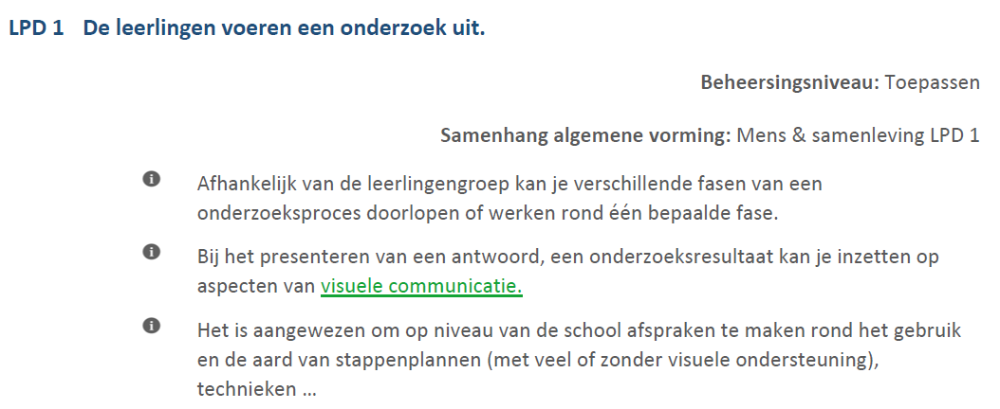 LPD 1 De leerlingen voeren een onderzoek uit.
Beheersingsniveau: Toepassen
Samenhang algemene vorming: Mens & samenleving LPD 1
Afhankelijk van de leerlingengroep kan je verschillende fasen van een
onderzoeksproces doorlopen of werken rond één bepaalde fase.
Bij het presenteren van een antwoord, een onderzoeksresultaat kan je inzetten op
aspecten van visuele communicatie.
Het is aangewezen om op niveau van de school afspraken te maken rond het gebruik
en de aard van stappenplannen (met veel of zonder visuele ondersteuning),
technieken …